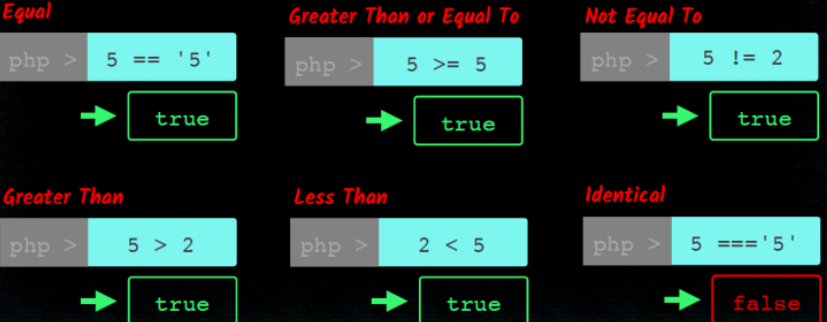 Equal
php > 5 == '5'
true
Greater Than or Equal To
php > 5 >= 5
true
Not Equal To
php > 5 != 2
true
Greater Than
php > 5 > 2
true
Less Than
php > 2 < 5
true
Identical
php > 5 ==='5'
false